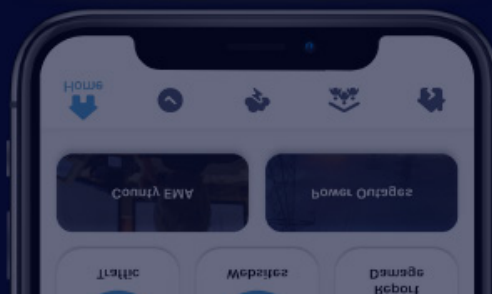 Report
Traffic Websites Damage
County EMA Power Outages
Home